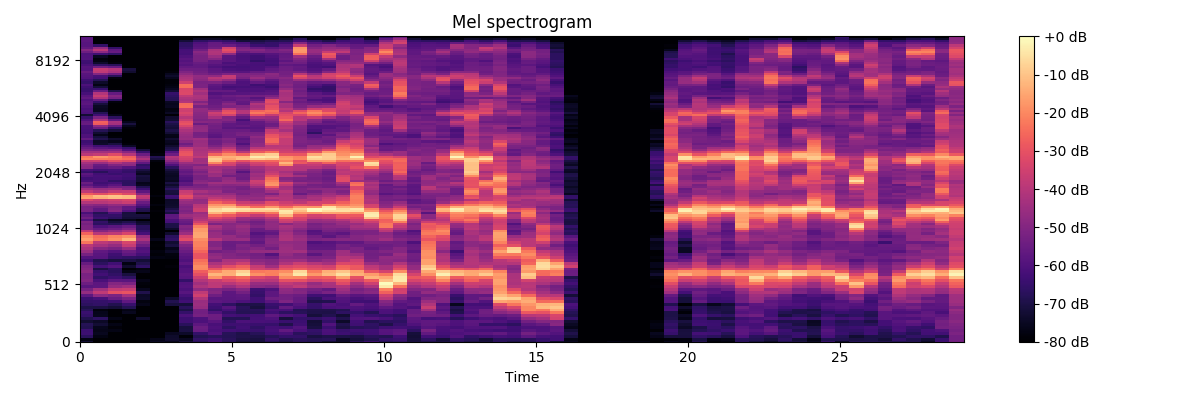 Mel spectrogram
8192
4096
2048
1024
512
0
Hz
0 5 10 15 20 25
Time
+0 dB
-10 dB
-20 dB
-30 dB
-40 dB
-50 dB
-60 dB
-70 dB
-80 dB